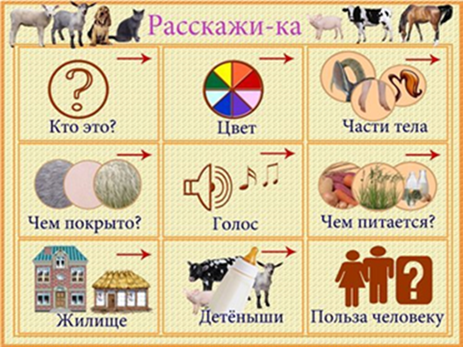 Расскажи-ка
Кто это?
Цвет
Части тела
Чем покрыто?
Голос
Чем питается?
Жилище
Детёныши
Польза человеку